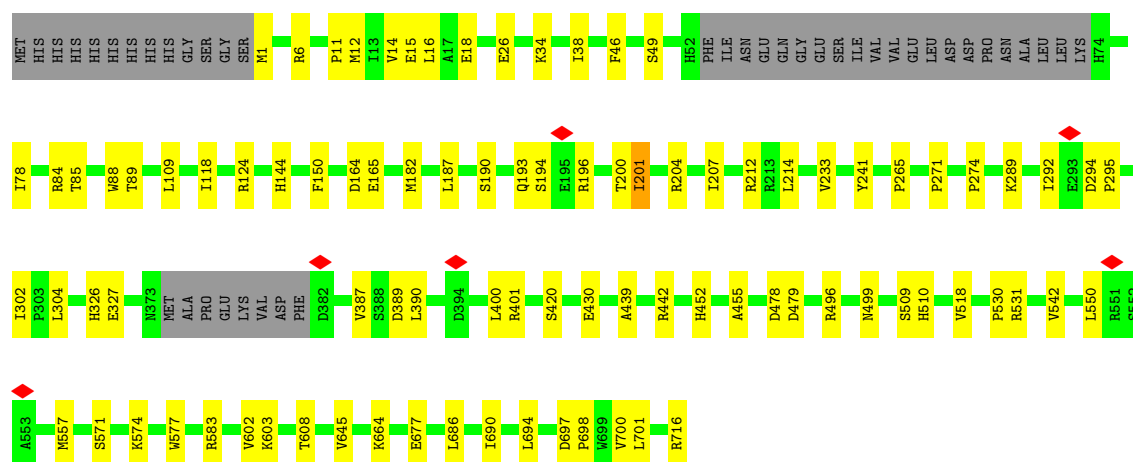 MET HIS HIS HIS HIS HIS HIS HIS HIS GLY SER GLY SER M1 R6 P11 M12 I13 V14 E15 L16 A17 E18 E26 K34 I38 F46 S49 H52 PHE ILE ASN GLU GLN GLY GLU SER ILE VAL VAL GLU LEU ASP ASP PRO ASN ALA LEU LEU LYS H74
I78 R84 T85 W88 T89 L109 I118 R124 H144 F150 D164 E165 M182 L187 S190 Q193 S194 E195 R196 T200 I201 R204 I207 R212 R213 L214 V233 Y241 P265 P271 P274 K289 I292 E293 D294 P295
I302 P303 L304 H326 E327 N373 MET ALA PRO GLU LYS VAL ASP PHE D382 V387 S388 D389 L390 D394 L400 R401 S420 E430 A439 R442 H452 A455 D478 D479 R496 N499 S509 H510 V518 P530 R531 V542 L550 R551
A553 M557 S571 K574 W577 R583 V602 K603 T608 V645 K664 E677 L686 I690 L694 D697 P698 W699 V700 L701 R716